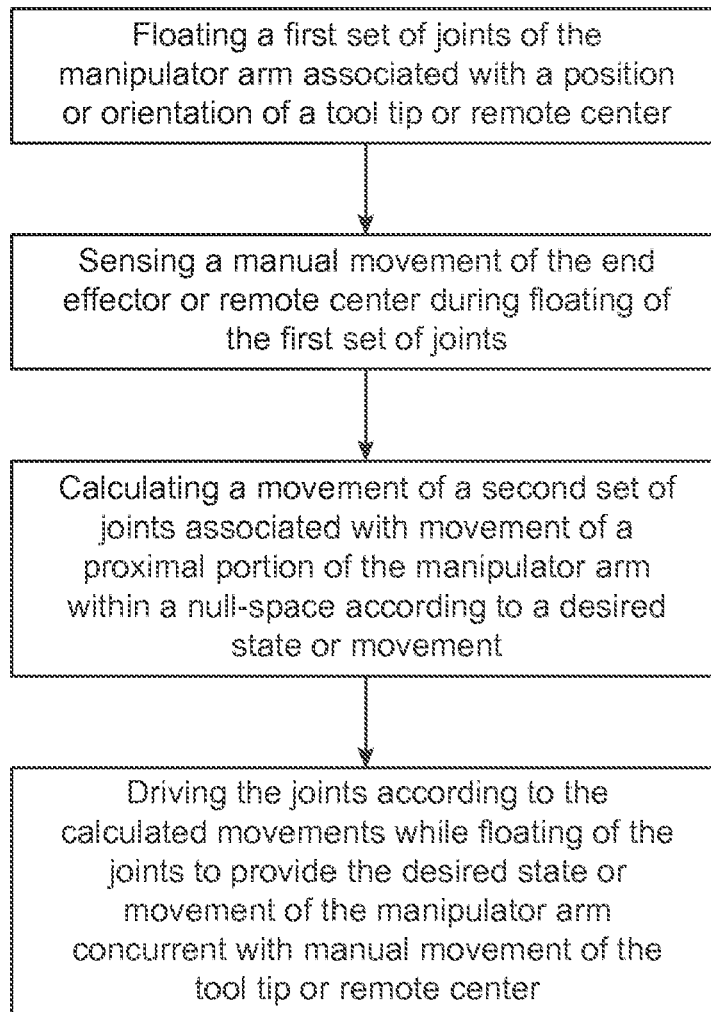 Floating a first set of joints of the
manipulator arm associated with a position
or orientation of a tool tip or remote center
Sensing a manual movement of the end
effector or remote center during floating of
the first set of joints
Calculating a movement of a second set of
joints associated with movement of a
proximal portion of the manipulator arm
within a null-space according to a desired
state or movement
Driving the joints according to the
calculated movements while floating of the
joints to provide the desired state or
movement of the manipulator arm
concurrent with manual movement of the
tool tip or remote center